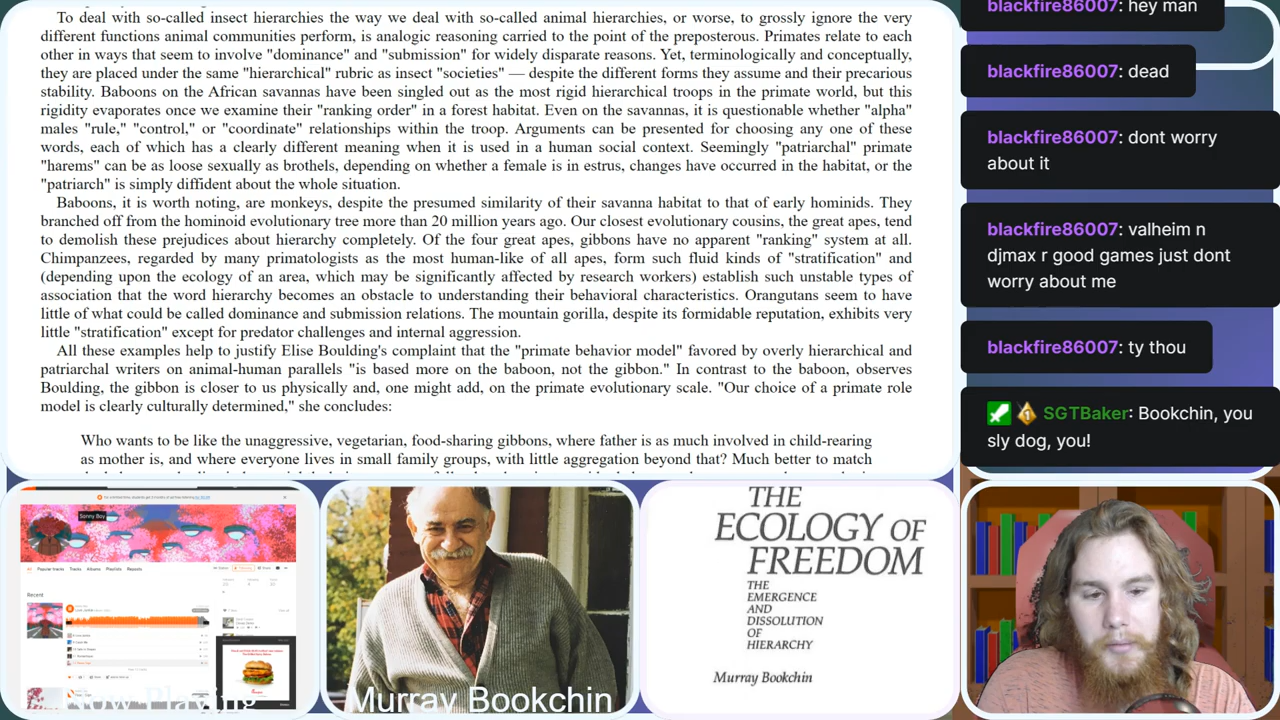 To deal with so-called insect hierarchies the way we deal with so-called animal hierarchies, or worse, to grossly ignore the very
different functions animal communities perform, is analogic reasoning carried to the point of the preposterous. Primates relate to each
other in ways that seem to involve "dominance" and "submission" for widely disparate reasons. Yet, terminologically and conceptually,
they are placed under the same "hierarchical" rubric as insect "societies" — despite the different forms they assume and their precarious
stability. Baboons on the African savannas have been singled out as the most rigid hierarchical troops in the primate world, but this
rigidity evaporates once we examine their "ranking order" in a forest habitat. Even on the savannas, it is questionable whether "alpha"
males "rule," "control," or "coordinate" relationships within the troop. Arguments can be presented for choosing any one of these
words, each of which has a clearly different meaning when it is used in a human social context. Seemingly "patriarchal" primate
"harems" can be as loose sexually as brothels, depending on whether a female is in estrus, changes have occurred in the habitat, or the
"patriarch" is simply diffident about the whole situation.
Baboons, it is worth noting, are monkeys, despite the presumed similarity of their savanna habitat to that of early hominids. They
branched off from the hominoid evolutionary tree more than 20 million years ago. Our closest evolutionary cousins, the great apes, tend
to demolish these prejudices about hierarchy completely. Of the four great apes, gibbons have no apparent "ranking" system at all.
Chimpanzees, regarded by many primatologists as the most human-like of all apes, form such fluid kinds of "stratification" and
(depending upon the ecology of an area, which may be significantly affected by research workers) establish such unstable types of
association that the word hierarchy becomes an obstacle to understanding their behavioral characteristics. Orangutans seem to have
little of what could be called dominance and submission relations. The mountain gorilla, despite its formidable reputation, exhibits very
little "stratification" except for predator challenges and internal aggression.
All these examples help to justify Elise Boulding's complaint that the "primate behavior model" favored by overly hierarchical and
patriarchal writers on animal-human parallels "is based more on the baboon, not the gibbon." In contrast to the baboon, observes
Boulding, the gibbon is closer to us physically and, one might add, on the primate evolutionary scale. "Our choice of a primate role
model is clearly culturally determined," she concludes:
Who wants to be like the unaggressive, vegetarian, food-sharing gibbons, where father is as much involved in child-rearing
as mother is, and where everyone lives in small family groups, with little aggregation beyond that? Much better to match
blackfire86007: hey man
blackfire86007: dead
blackfire86007: dont worry
about it
blackfire86007: valheim n
djmax r good games just dont
worry about me
blackfire86007: ty thou
SGTBaker: Bookchin, you
sly dog, you!
Sonny Boy
Popular tracks Tracks Albums Playlists Reposts
Recent
Now Playing
Murray Bookchin
THE
ECOLOGY OF
FREEDOM
THE
EMERGENCE
AND
DISSOLUTION
OF
HIERARCHY
Murray Bookchin